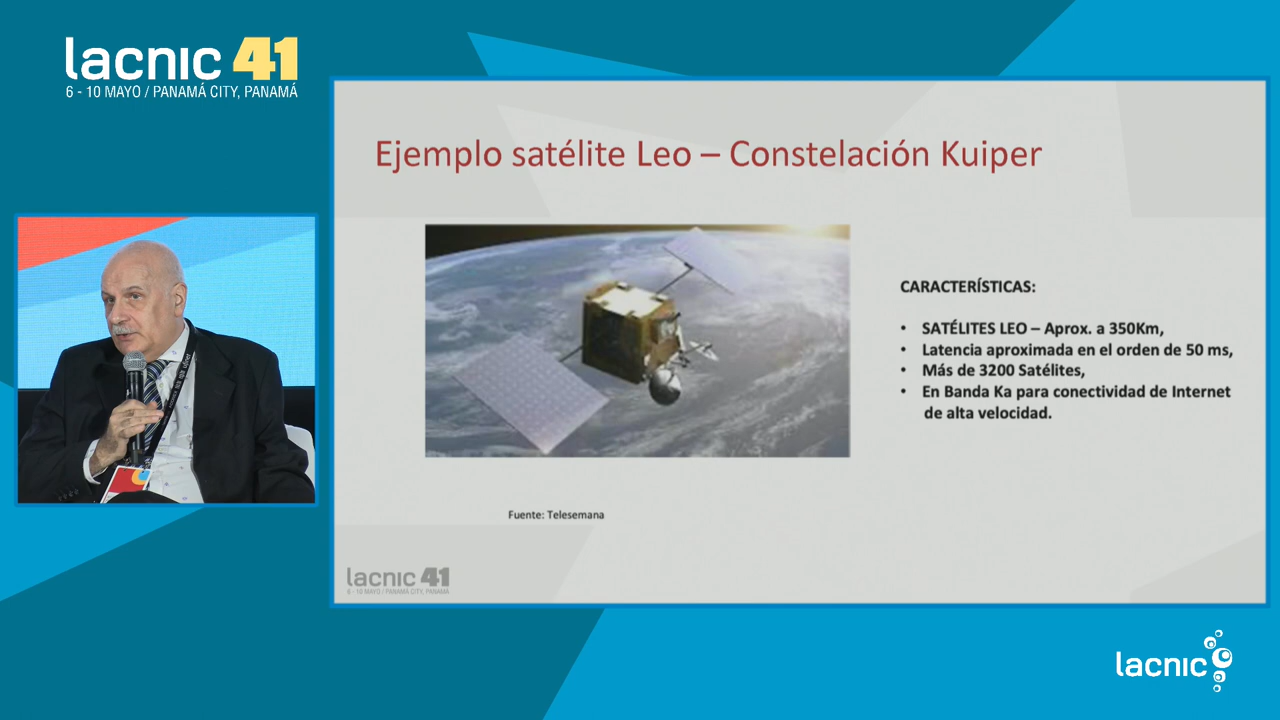 lacnic 41
6 - 10 MAYO / PANAMÁ CITY, PANAMÁ
Ejemplo satélite Leo – Constelación Kuiper
CARACTERÍSTICAS:
• SATÉLITES LEO – Aprox. a 350Km,
• Latencia aproximada en el orden de 50 ms,
• Más de 3200 Satélites,
• En Banda Ka para conectividad de Internet
de alta velocidad.
Fuente: Telesemana
lacnic 41
6 - 10 MAYO / PANAMÁ CITY, PANAMÁ
lacnic